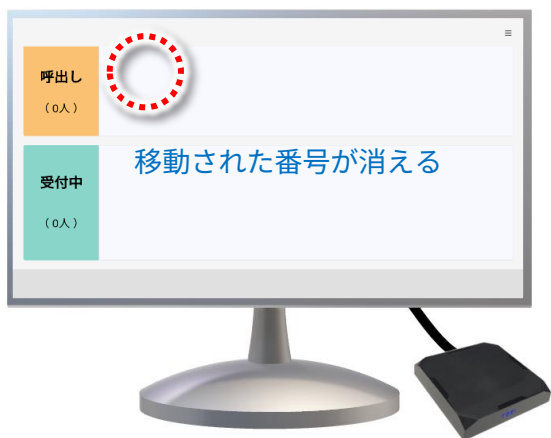 ≡
呼出し
（0人）
移動された番号が消える
受付中
（0人）